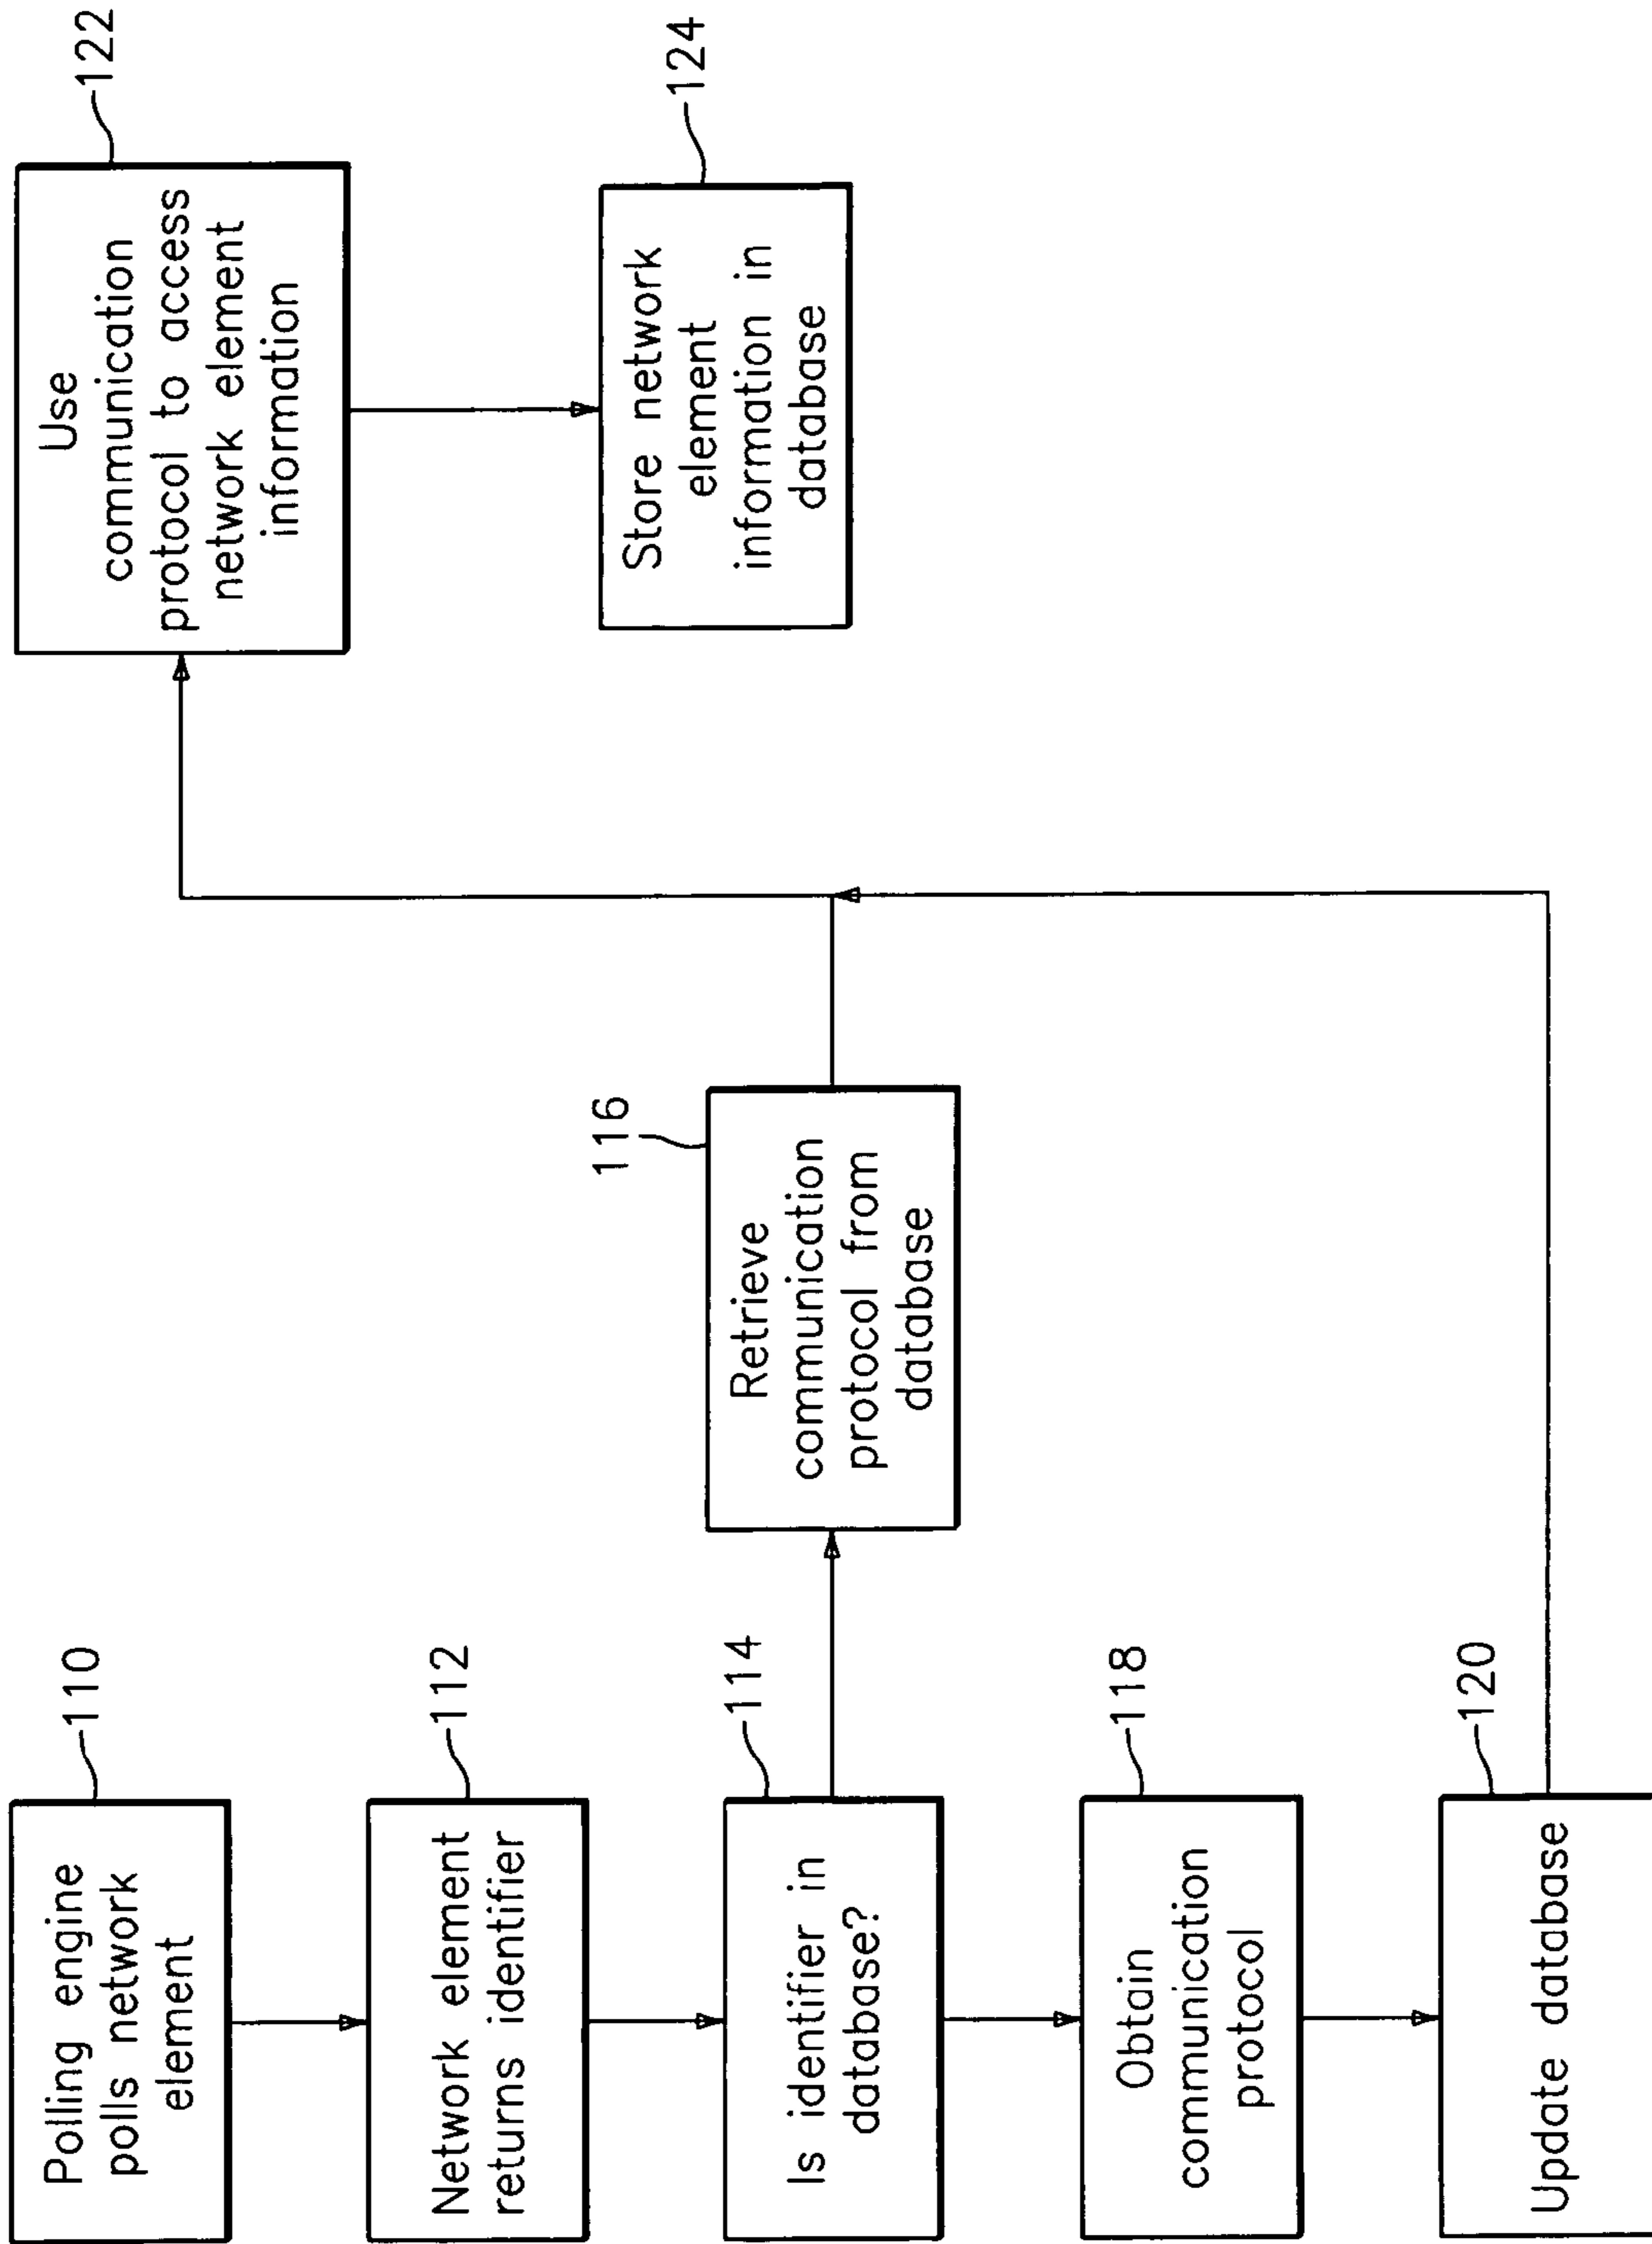 Polling engine
polls network
element
110
Network element
returns identifier
112
Is identifier in
database?
114
Retrieve
communication
protocol from
database
116
Obtain
communication
protocol
118
Update database
120
Use
communication
protocol to access
network element
information
122
Store network
element
information in
database
124